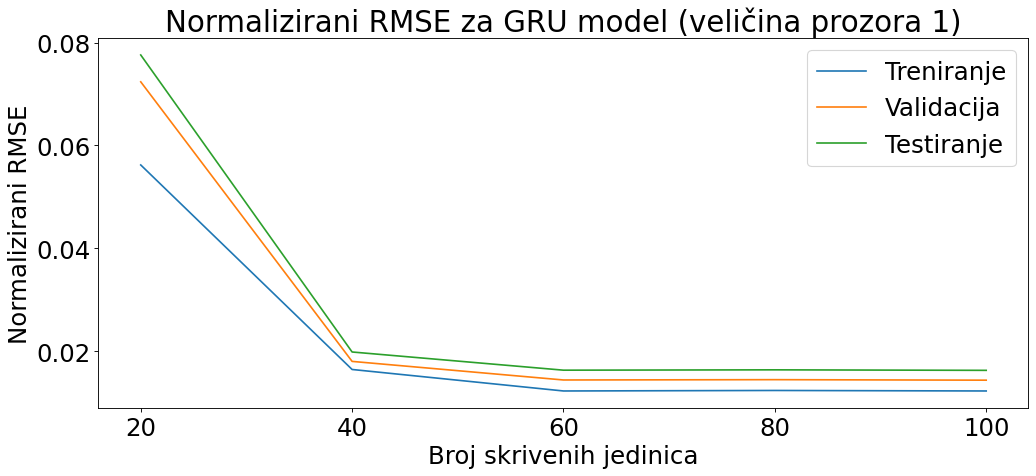 Normalizirani RMSE za GRU model (veličina prozora 1)
Normalizirani RMSE
0.08
0.06
0.04
0.02
Treniranje
Validacija
Testiranje
20 40 60 80 100
Broj skrivenih jedinica